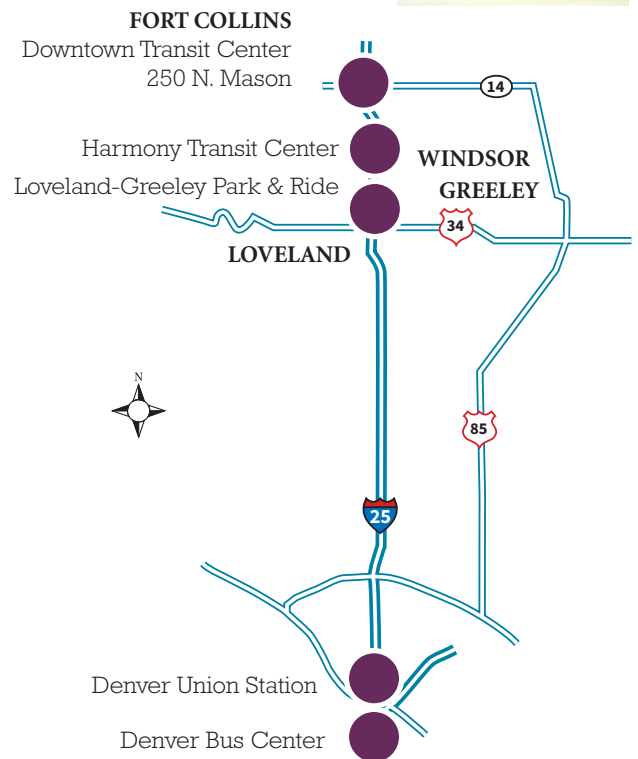 FORT COLLINS
Downtown Transit Center
250 N. Mason
14
Harmony Transit Center
WINDSOR
Loveland-Greeley Park & Ride
GREELEY
34
LOVELAND
N
85
25
Denver Union Station
Denver Bus Center